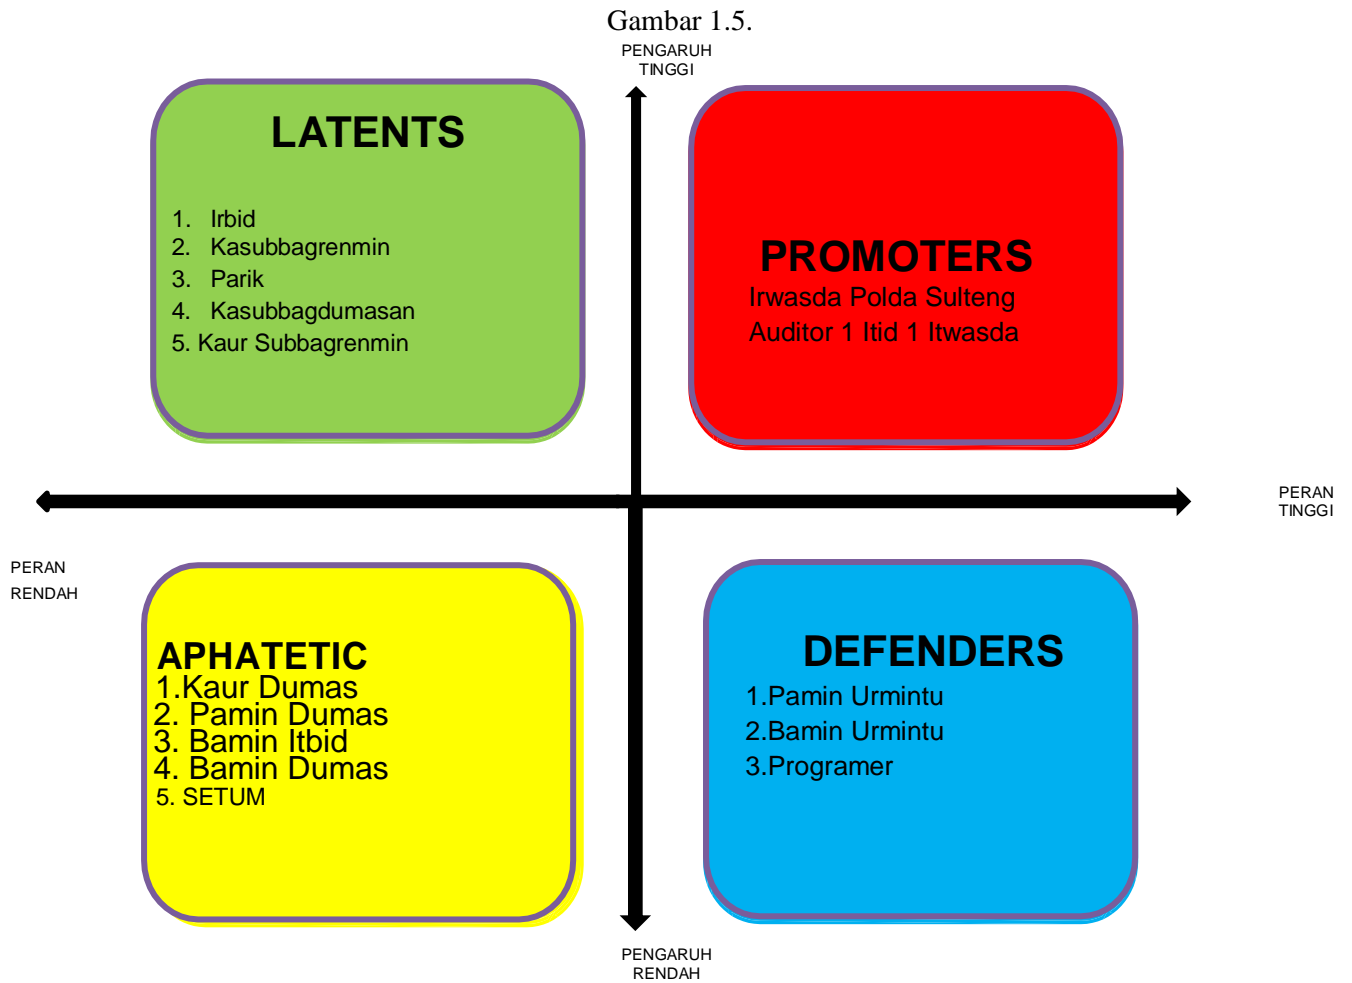 Gambar 1.5.
PENGARUH
TINGGI
LATENTS
1. Irbid
2. Kasubbagrenmin
3. Parik
4. Kasubbagdumasan
5. Kaur Subbagrenmin
PROMOTERS
Irwasda Polda Sulteng
Auditor 1 Itid 1 Itwasda
PERAN
TINGGI
PERAN
RENDAH
APHATETIC
1.Kaur Dumas
2. Pamin Dumas
3. Bamin Itbid
4. Bamin Dumas
5. SETUM
DEFENDERS
1.Pamin Urmintu
2.Bamin Urmintu
3.Programer
PENGARUH
RENDAH